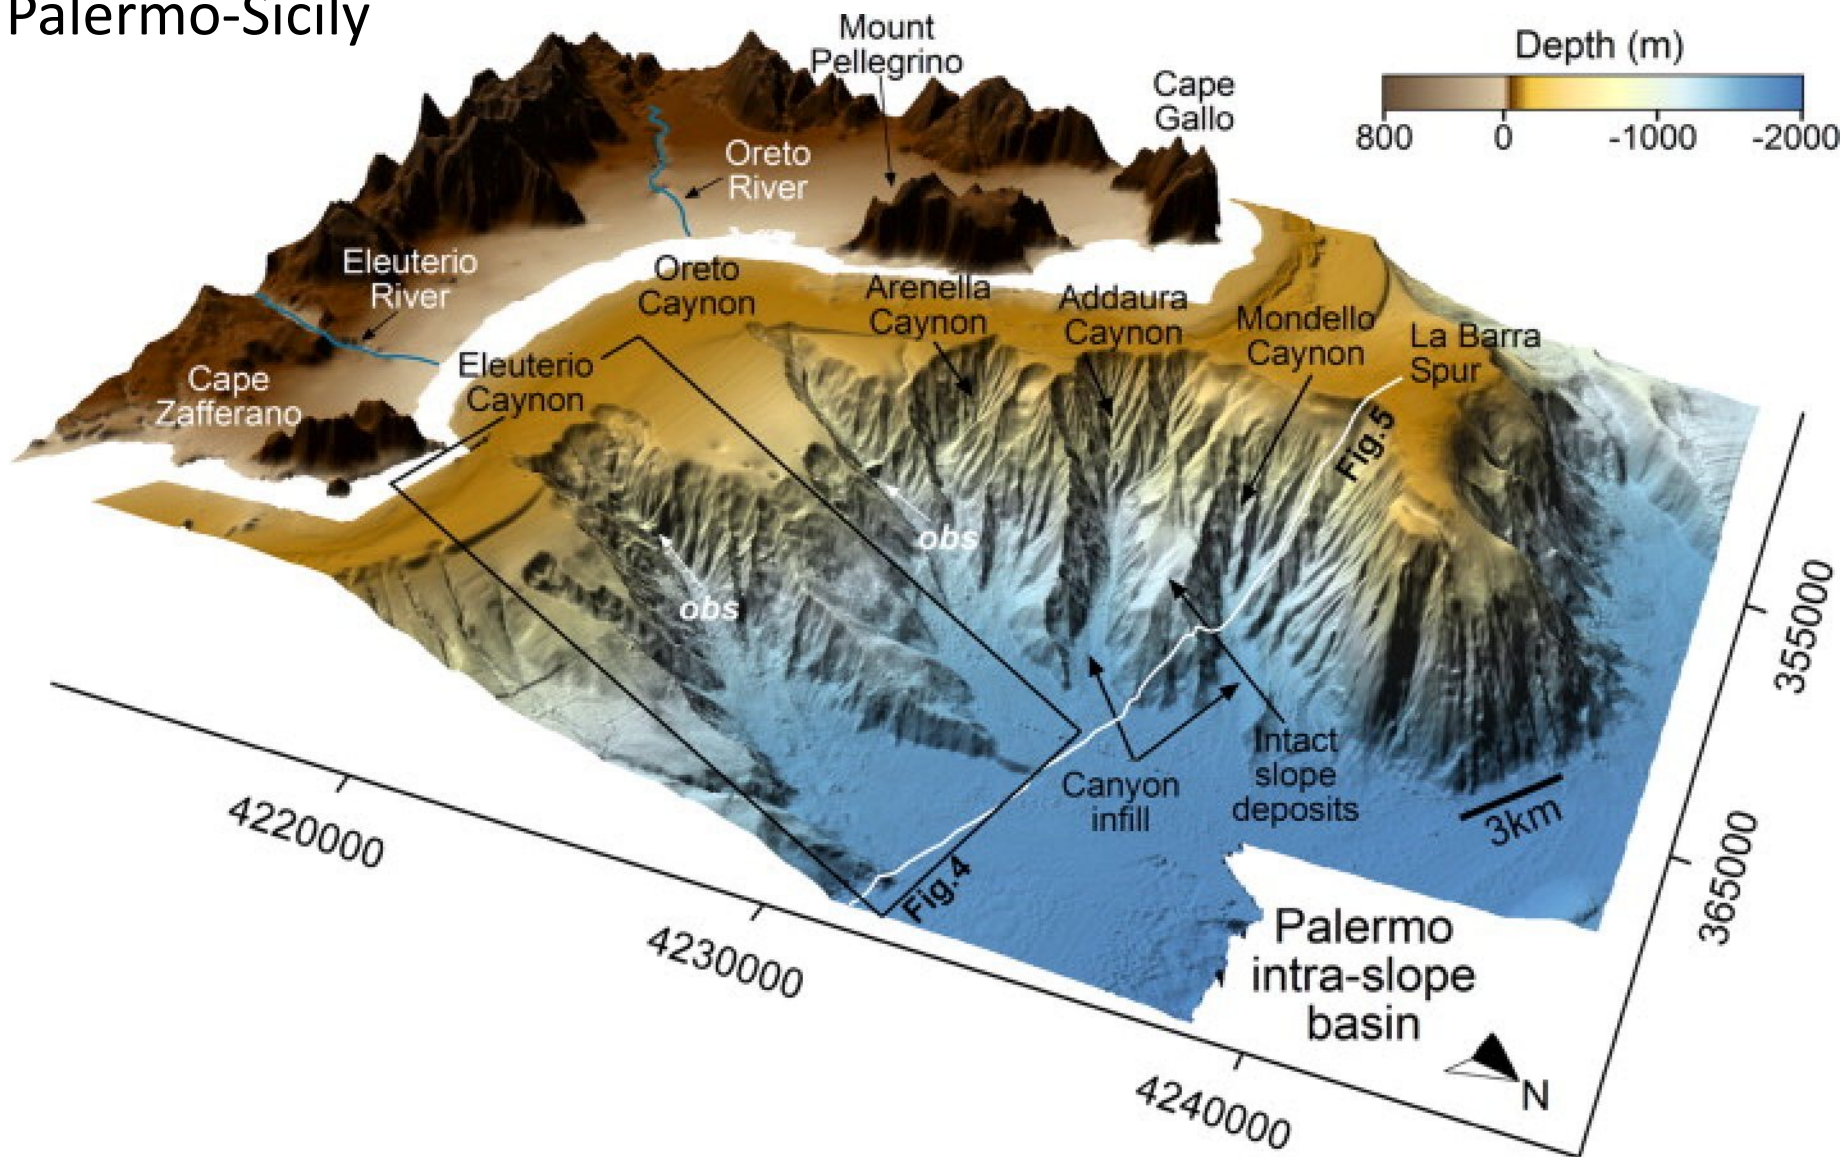 Palermo-Sicily
Mount
Pellegrino
Cape
Gallo
Depth (m)
800 0 -1000 -2000
Oreto
River
Eleuterio
River
Cape
Zafferano
Oreto
Caynon
Arenella
Caynon
Addaura
Caynon
Mondello
Caynon
La Barra
Spur
Eleuterio
Caynon
Fig.5
obs
obs
Intact
slope
deposits
Canyon
infill
3km
Fig.4
Palermo
intra-slope
basin
N
4220000
4230000
4240000
355000
365000